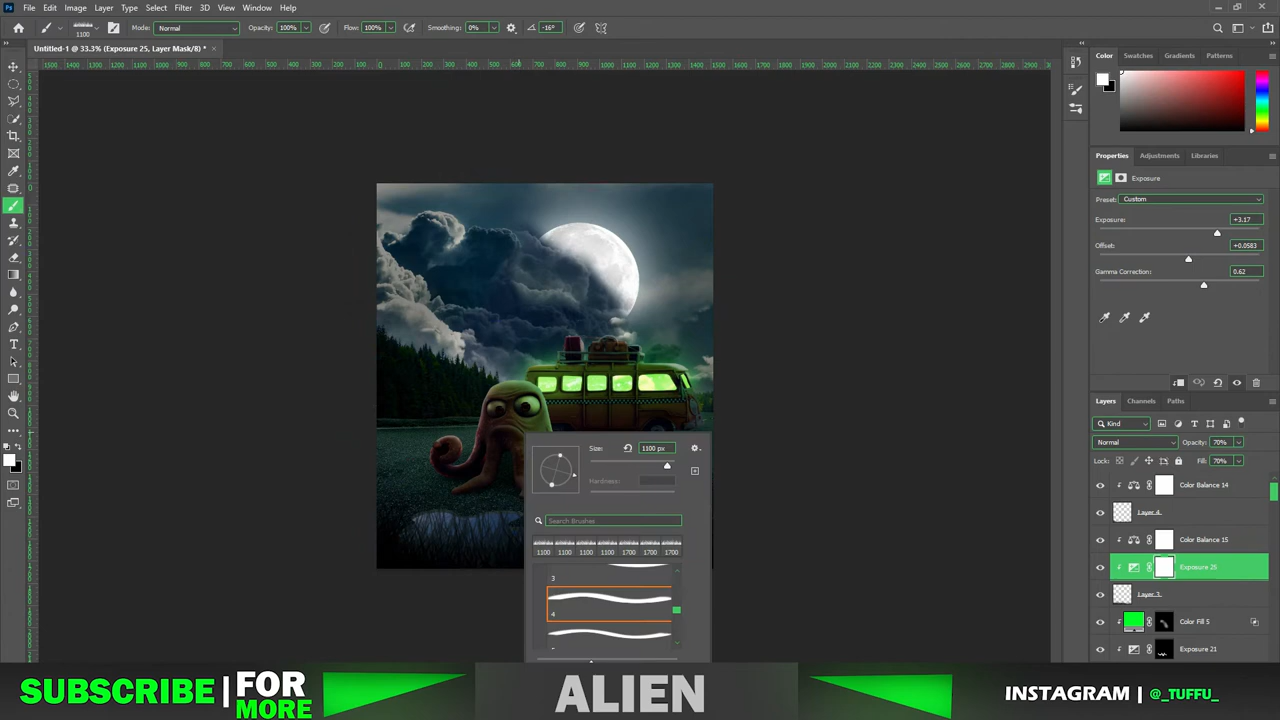 File Edit Image Layer Type Select Filter 3D View Window Help
1100 Mode: Normal Opacity: 100% Flow: 100% Smoothing: 0% -16°
Untitled-1 @ 33.3% (Exposure 25, Layer Mask/8) *
Color Swatches Gradients Patterns
Properties Adjustments Libraries
Exposure
Preset: Custom
Exposure: +3.17
Offset: +0.0583
Gamma Correction: 0.62
Layers Channels Paths
Kind
Normal Opacity: 70%
Lock: Fill: 70%
Color Balance 14
Layer 4
Color Balance 15
Exposure 25
Layer 3
Color Fill 5
Exposure 21
Size: 1100 px
Hardness:
Search Brushes
1100 1100 1100 1100 1700 1700 1700
3
4
SUBSCRIBE | FOR MORE
ALIEN
INSTAGRAM | @_TUFFU_